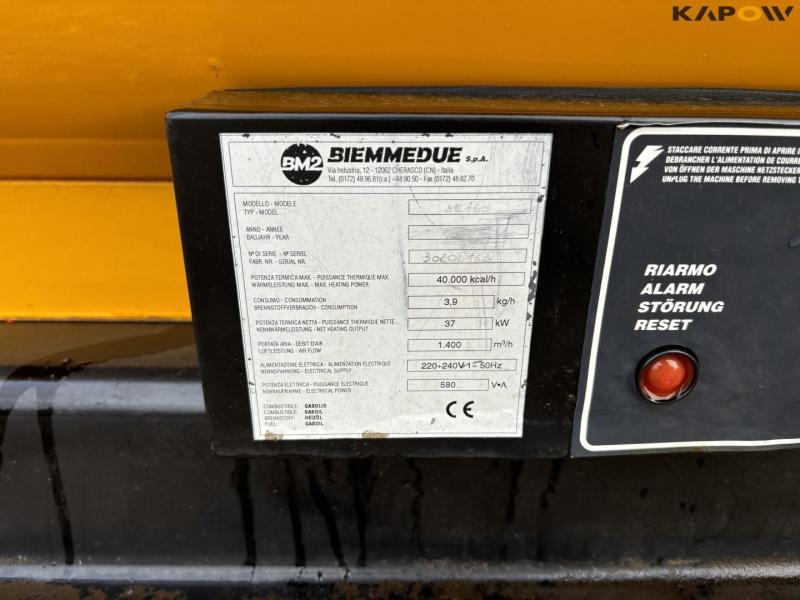 KAPOW
BM2 BIEMMEDUE S.p.A.
Via Industria, 12 - 12062 CHERASCO (CN) - Italia
Tel. (0172) 48.96.81(r.a.) - 48.90.50 - Fax (0172) 48.82.70
MODELLO - MODELE
TYP - MODEL
ANNO - ANNEE
BAUJAHR - YEAR
N° DI SERIE - N° SERIEL
FABR. NR. - SERIAL NR.
POTENZA TERMICA MAX. - PUISSANCE THERMIQUE MAX.
WÄRMELEISTUNG MAX. - MAX. HEATING POWER
40.000 kcal/h
CONSUMO - CONSOMMATION
BRENNSTOFFVERBRAUCH - CONSUMPTION
3,9 kg/h
POTENZA TERMICA NETTA - PUISSANCE THERMIQUE NETTE
NENNWÄRMELEISTUNG - NET HEATING OUTPUT
37 kW
PORTATA ARIA - DEBIT D'AIR
LUFTLEISTUNG - AIR FLOW
1.400 m³/h
ALIMENTAZIONE ELETTRICA - ALIMENTATION ELECTRIQUE
NENNSPANNUNG - ELECTRICAL SUPPLY
220÷240V-1~50Hz
POTENZA ELETTRICA - PUISSANCE ELECTRIQUE
NENNAUFNAHME - ELECTRICAL POWER
580 V•A
COMBUSTIBILE: GASOLIO
COMBUSTIBLE: GASOIL
BRENNSTOFF: HEIZÖL
FUEL: GASOIL
CE
STACCARE CORRENTE PRIMA DI APRIRE
DEBRANCHER L'ALIMENTATION DE
VON ÖFFNEN DER MASCHINE NETZSTECKER
UNPLUG THE MACHINE BEFORE REMOVING
RIARMO
ALARM
STÖRUNG
RESET